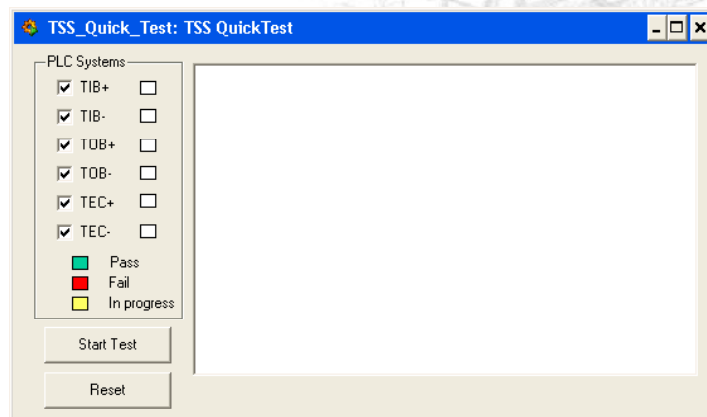 TSS_Quick_Test: TSS QuickTest
PLC Systems
TIB+
TIB-
TOB+
TOB-
TEC+
TEC-
Pass
Fail
In progress
Start Test
Reset